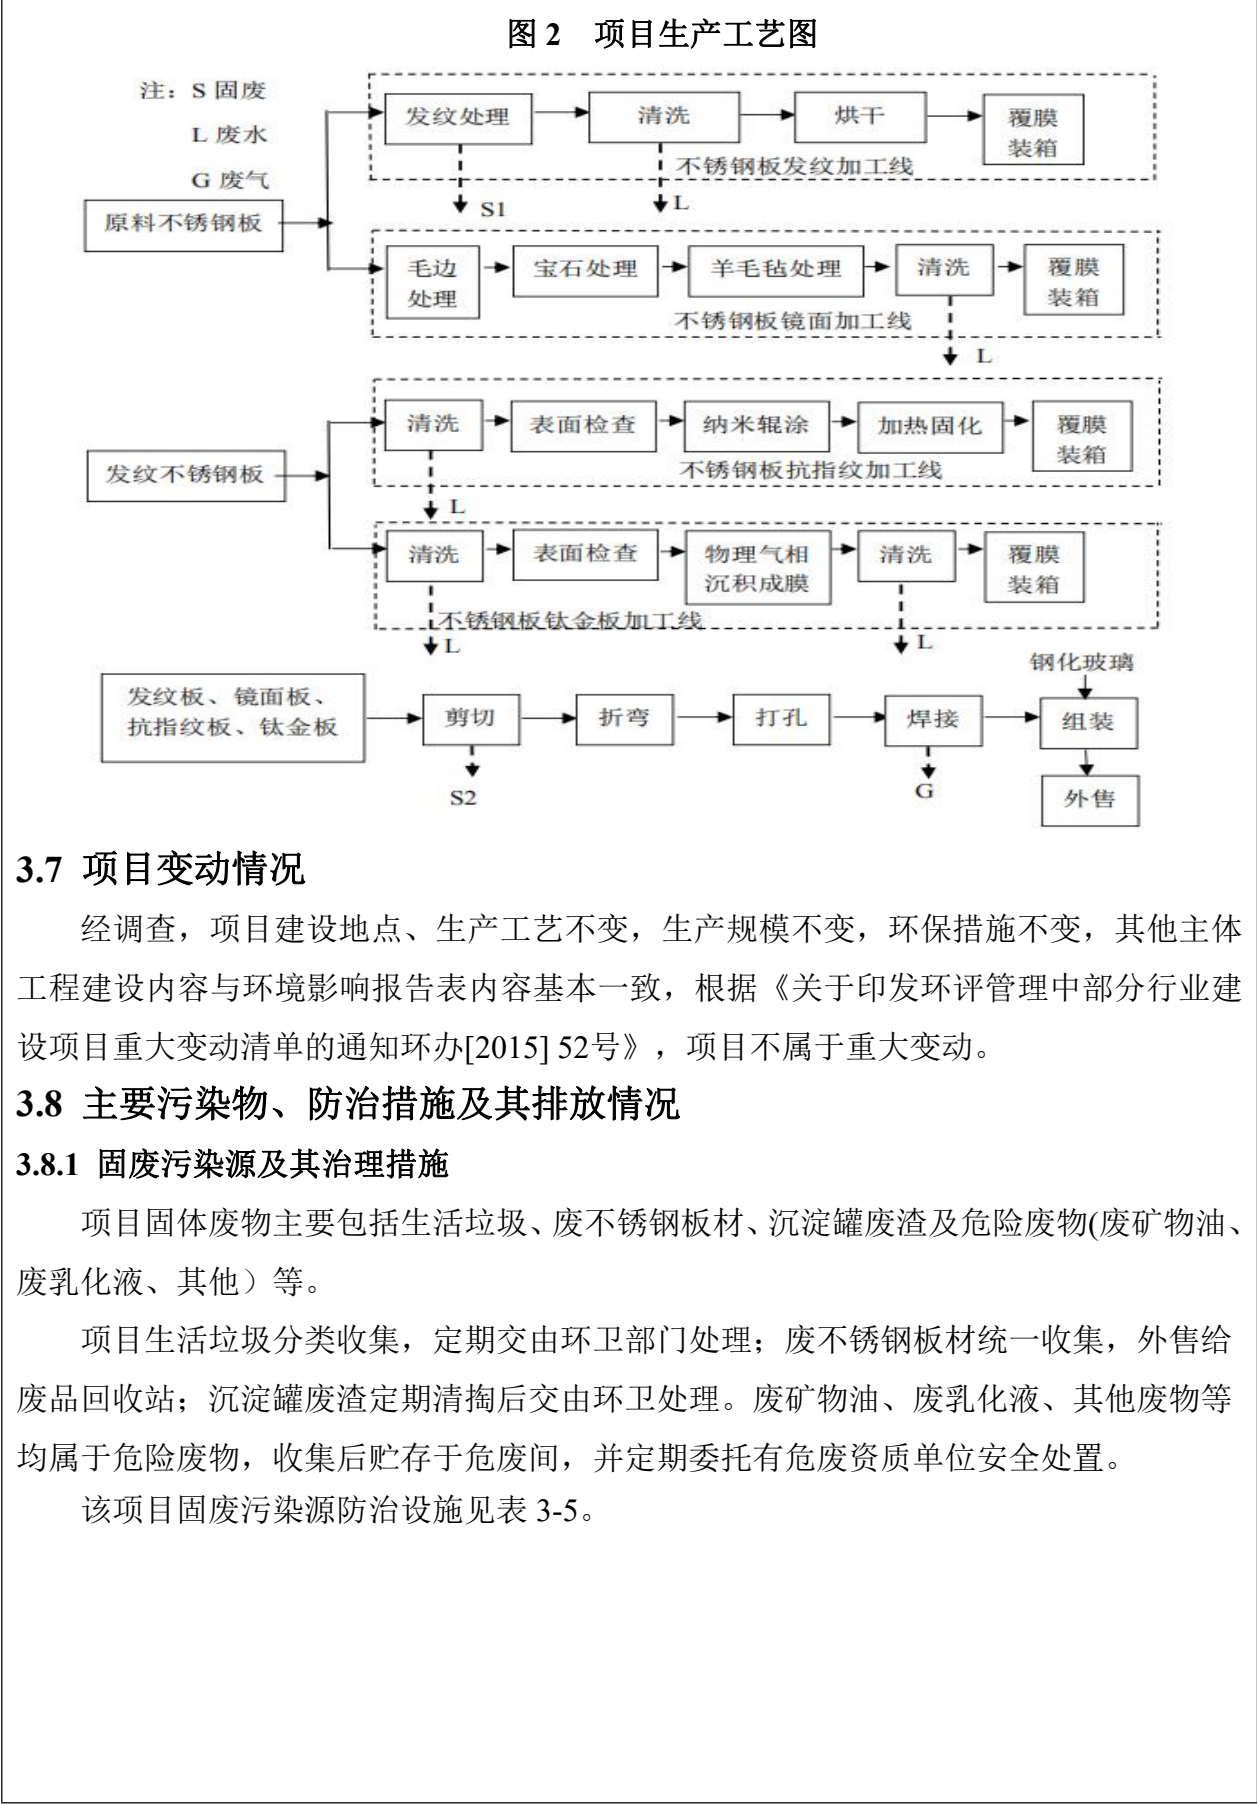 图 2 项目生产工艺图
注：S 固废
L 废水
G 废气
原料不锈钢板
发纹处理
清洗
烘干
覆膜
装箱
不锈钢板发纹加工线
S1
L
毛边
处理
宝石处理
羊毛毡处理
清洗
覆膜
装箱
不锈钢板镜面加工线
L
发纹不锈钢板
清洗
表面检查
纳米辊涂
加热固化
覆膜
装箱
不锈钢板抗指纹加工线
L
清洗
表面检查
物理气相
沉积成膜
清洗
覆膜
装箱
不锈钢板钛金板加工线
L
L
钢化玻璃
发纹板、镜面板、
抗指纹板、钛金板
剪切
折弯
打孔
焊接
组装
S2
G
外售
3.7 项目变动情况
经调查，项目建设地点、生产工艺不变，生产规模不变，环保措施不变，其他主体
工程建设内容与环境影响报告表内容基本一致，根据《关于印发环评管理中部分行业建
设项目重大变动清单的通知环办[2015] 52号》，项目不属于重大变动。
3.8 主要污染物、防治措施及其排放情况
3.8.1 固废污染源及其治理措施
项目固体废物主要包括生活垃圾、废不锈钢板材、沉淀罐废渣及危险废物(废矿物油、
废乳化液、其他）等。
项目生活垃圾分类收集，定期交由环卫部门处理；废不锈钢板材统一收集，外售给
废品回收站；沉淀罐废渣定期清掏后交由环卫处理。废矿物油、废乳化液、其他废物等
均属于危险废物，收集后贮存于危废间，并定期委托有危废资质单位安全处置。
该项目固废污染源防治设施见表 3-5。